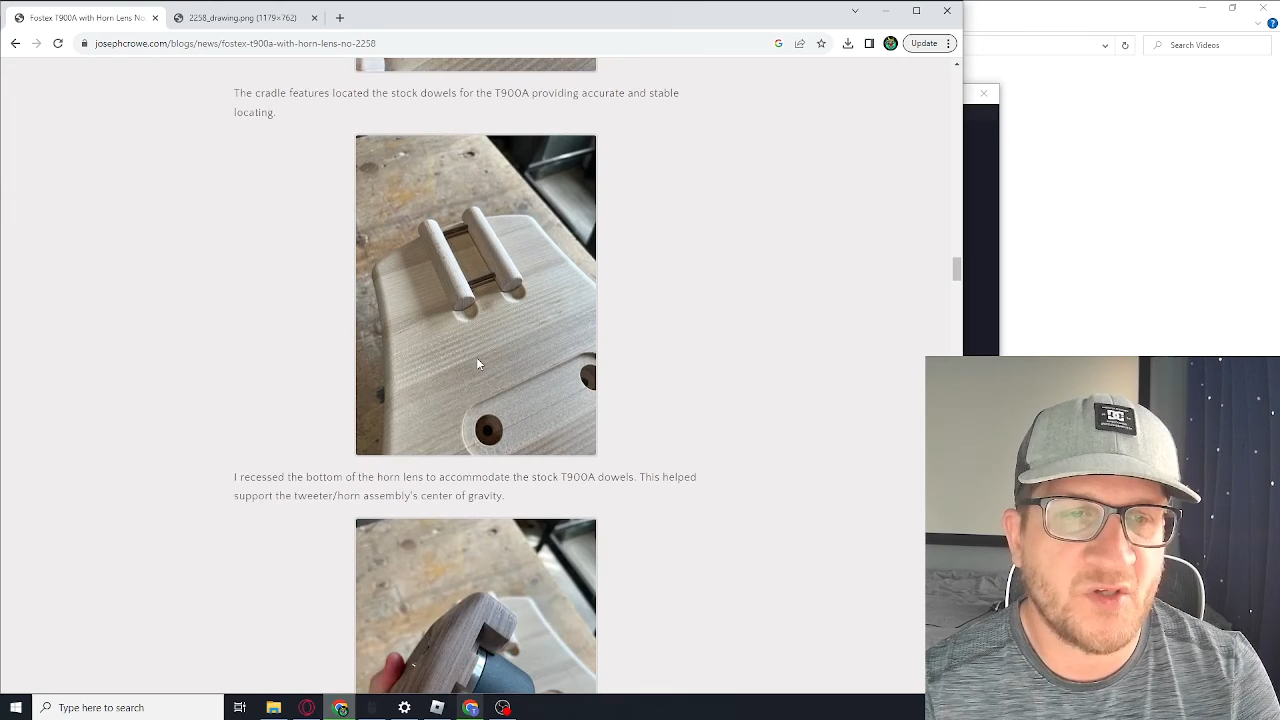 Fostex T900A with Horn Lens No.
2258_drawing.png (1179×762)
josephcrowe.com/blogs/news/fostex-t900a-with-horn-lens-no-2258
Update
Search Videos
The cradle features located the stock dowels for the T900A providing accurate and stable
locating.
I recessed the bottom of the horn lens to accommodate the stock T900A dowels. This helped
support the tweeter/horn assembly's center of gravity.
DC
Type here to search